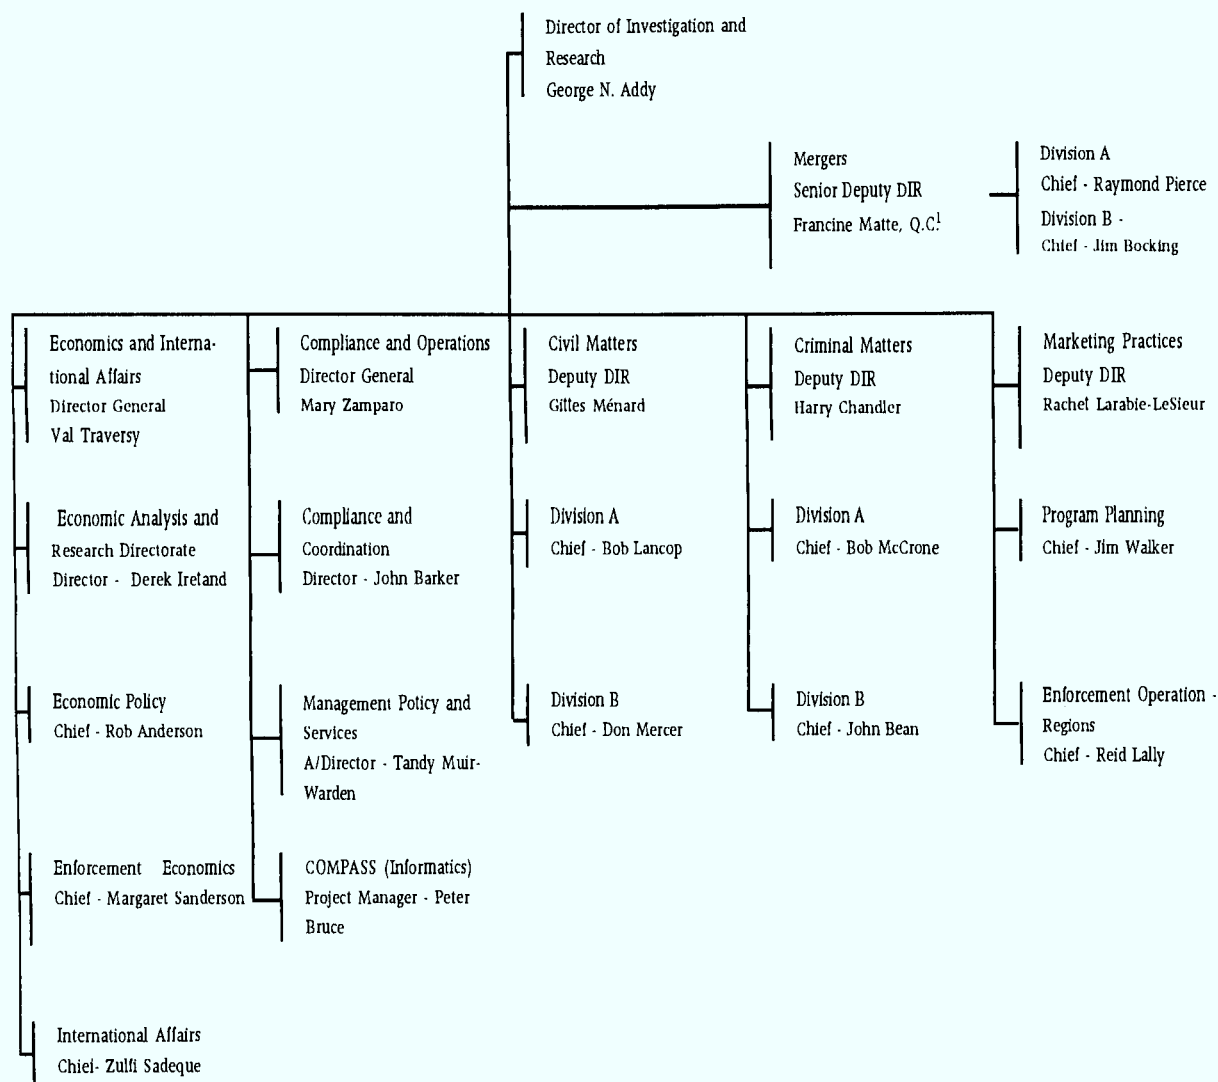 Director of Investigation and
Research
George N. Addy
Mergers
Senior Deputy DIR
Francine Matte, Q.C.¹
Division A
Chief - Raymond Pierce
Division B -
Chief - Jim Bocking
Economics and Interna-
tional Affairs
Director General
Val Traversy
Economic Analysis and
Research Directorate
Director - Derek Iretand
Economic Policy
Chief - Rob Anderson
Enforcement Economics
Chief - Margaret Sanderson
International Affairs
Chiei- Zulfi Sadeque
Compliance and Operations
Director General
Mary Zamparo
Compliance and
Coordination
Director - John Barker
Management Policy and
Services
A/Director - Tandy Muir-
Warden
COMPASS (Informatics)
Project Manager - Peter
Bruce
Civil Matters
Deputy DIR
Gittes Ménard
Division A
Chief - Bob Lancop
Division B
Chief - Don Mercer
Criminal Matters
Deputy DIR
Harry Chandler
Division A
Chief - Bob McCrone
Division B
Chief - John Bean
Marketing Practices
Deputy DIR
Rachet Larabie-LeSieur
Program Planning
Chief - Jim Walker
Enforcement Operation -
Regions
Chief - Reid Lally